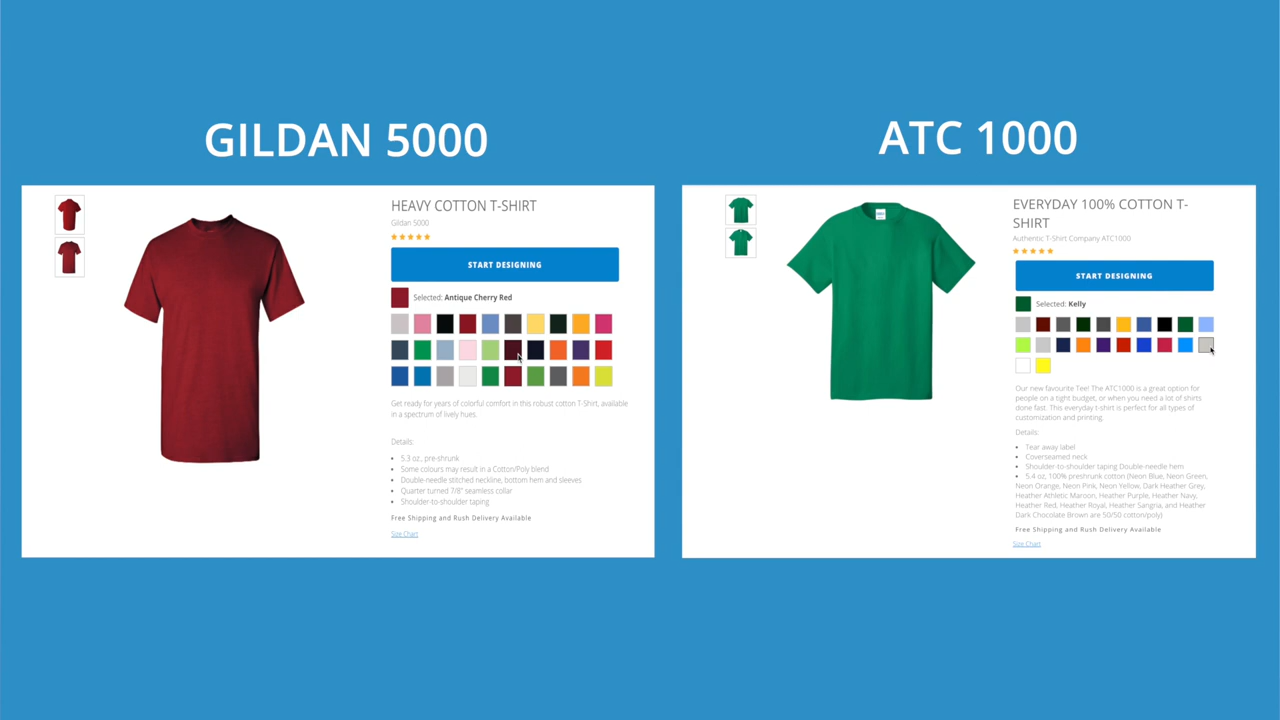 GILDAN 5000
HEAVY COTTON T-SHIRT
Gildan 5000
START DESIGNING
Selected: Antique Cherry Red
Get ready for years of colorful comfort in this robust cotton T-Shirt, available
in a spectrum of lively hues.
Details:
• 5.3 oz., pre-shrunk
• Some colours may result in a Cotton/Poly blend
• Double-needle stitched neckline, bottom hem and sleeves
• Quarter turned 7/8" seamless collar
• Shoulder-to-shoulder taping
Free Shipping and Rush Delivery Available
Size Chart
ATC 1000
EVERYDAY 100% COTTON T-
SHIRT
Authentic T-Shirt Company ATC1000
START DESIGNING
Selected: Kelly
Our new favourite Tee! The ATC1000 is a great option for
people on a tight budget, or when you need a lot of shirts
done fast. This everyday t-shirt is perfect for all types of
customization and printing.
Details:
• Tear away label
• Coverseamed neck
• Shoulder-to-shoulder taping Double-needle hem
• 5.4 oz, 100% preshrunk cotton (Neon Blue, Neon Green,
Neon Orange, Neon Pink, Neon Yellow, Dark Heather Grey,
Heather Athletic Maroon, Heather Purple, Heather Navy,
Heather Red, Heather Royal, Heather Sangria, and Heather
Dark Chocolate Brown are 50/50 cotton/poly)
Free Shipping and Rush Delivery Available
Size Chart